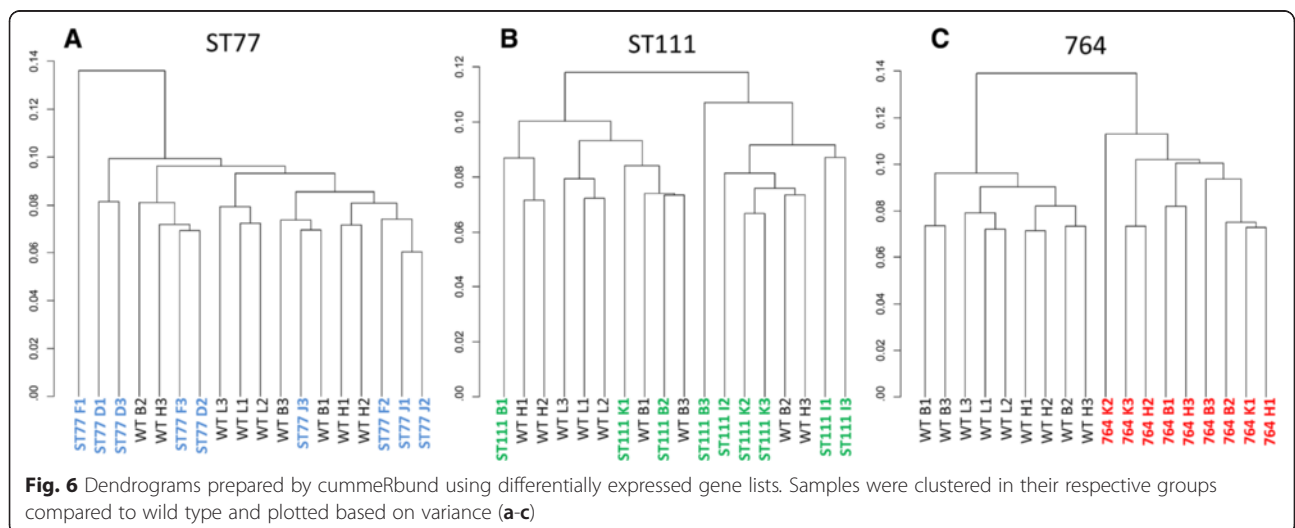 A ST77
0.14
0.12
0.10
0.08
0.06
0.04
0.02
.00
ST77 F1
ST77 D1
ST77 D3
WT B2
WT H3
ST77 F3
ST77 D2
WT L3
WT L1
WT L2
WT B3
ST77 J3
WT B1
WT H1
WT H2
ST77 F2
ST77 J1
ST77 J2
B ST111
0.12
0.10
0.08
0.06
0.04
0.02
.00
ST111 B1
WT H1
WT H2
WT L3
WT L1
WT L2
ST111 K1
WT B1
ST111 B2
WT B3
ST111 B3
ST111 I2
ST111 K2
ST111 K3
WT B2
WT H3
ST111 I1
ST111 I3
C 764
0.14
0.12
0.10
0.08
0.06
0.04
0.02
.00
WT B1
WT B3
WT L3
WT L1
WT L2
WT H1
WT H2
WT B2
WT H3
764 K2
764 K3
764 H2
764 B1
764 H3
764 B3
764 B2
764 K1
764 H1
Fig. 6 Dendrograms prepared by cummeRbund using differentially expressed gene lists. Samples were clustered in their respective groups
compared to wild type and plotted based on variance (a-c)